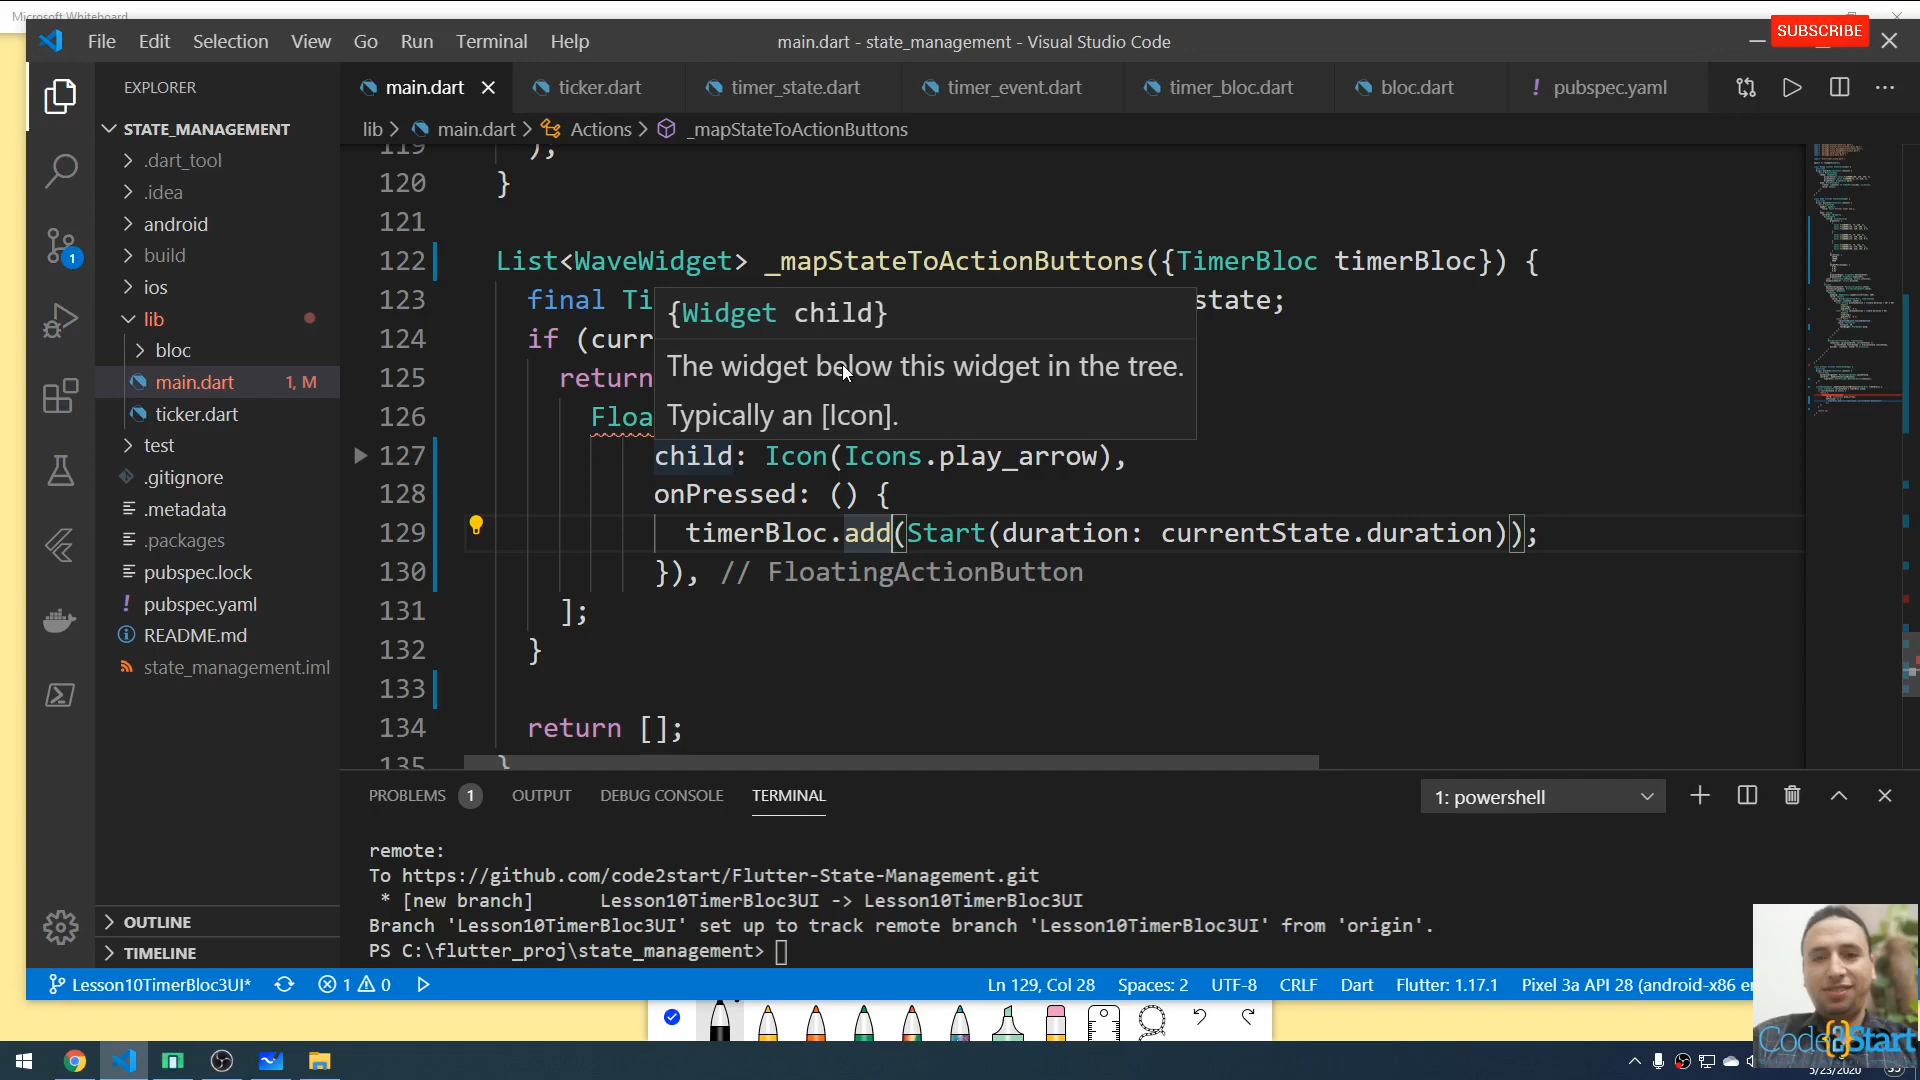 Microsoft Whiteboard
File Edit Selection View Go Run Terminal Help
main.dart - state_management - Visual Studio Code
SUBSCRIBE
EXPLORER
main.dart
ticker.dart
timer_state.dart
timer_event.dart
timer_bloc.dart
bloc.dart
! pubspec.yaml
STATE_MANAGEMENT
lib > main.dart > Actions > _mapStateToActionButtons
.dart_tool
.idea
android
build
ios
lib
bloc
main.dart 1, M
ticker.dart
test
.gitignore
.metadata
.packages
pubspec.lock
! pubspec.yaml
README.md
state_management.iml
OUTLINE
TIMELINE
1
119 );
120 }
121
122 List<WaveWidget> _mapStateToActionButtons({TimerBloc timerBloc}) {
123 final Ti state;
124 if (curr
125 return
126 Floa
{Widget child}
The widget below this widget in the tree.
Typically an [Icon].
127 child: Icon(Icons.play_arrow),
128 onPressed: () {
129 timerBloc.add(Start(duration: currentState.duration));
130 }), // FloatingActionButton
131 ];
132 }
133
134 return [];
135 }
PROBLEMS 1 OUTPUT DEBUG CONSOLE TERMINAL
1: powershell
remote:
To https://github.com/code2start/Flutter-State-Management.git
* [new branch] Lesson10TimerBloc3UI -> Lesson10TimerBloc3UI
Branch 'Lesson10TimerBloc3UI' set up to track remote branch 'Lesson10TimerBloc3UI' from 'origin'.
PS C:\flutter_proj\state_management>
Lesson10TimerBloc3UI* 1 0
Ln 129, Col 28 Spaces: 2 UTF-8 CRLF Dart Flutter: 1.17.1 Pixel 3a API 28 (android-x86 e
Code{2}Start
5/23/2020